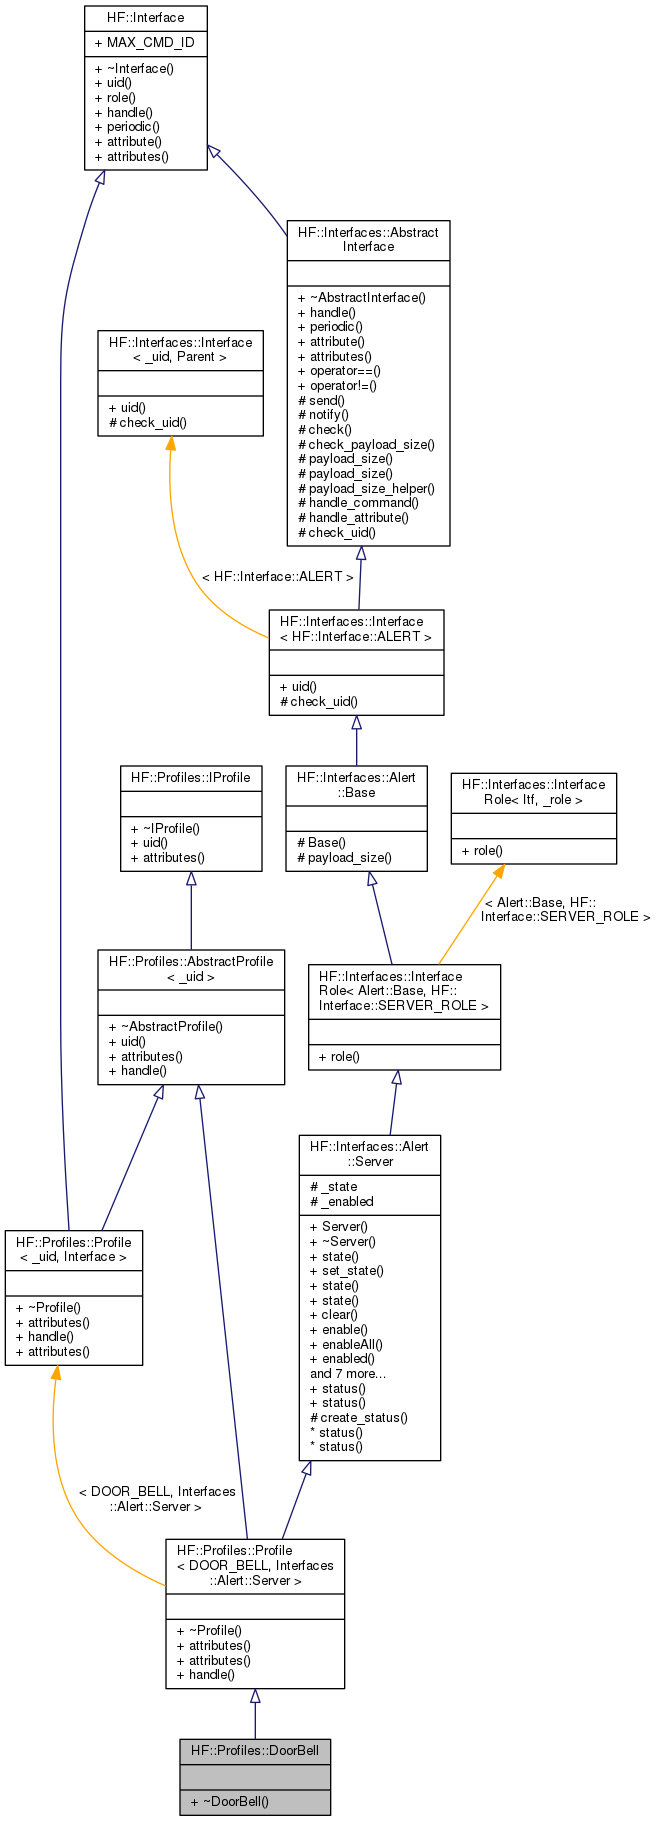 HF::Interface
+ MAX_CMD_ID
+ ~Interface()
+ uid()
+ role()
+ handle()
+ periodic()
+ attribute()
+ attributes()
HF::Interfaces::Abstract
Interface
+ ~AbstractInterface()
+ handle()
+ periodic()
+ attribute()
+ attributes()
+ operator==()
+ operator!=()
# send()
# notify()
# check()
# check_payload_size()
# payload_size()
# payload_size()
# payload_size_helper()
# handle_command()
# handle_attribute()
# check_uid()
HF::Interfaces::Interface
< _uid, Parent >
+ uid()
# check_uid()
< HF::Interface::ALERT >
HF::Interfaces::Interface
< HF::Interface::ALERT >
+ uid()
# check_uid()
HF::Profiles::IProfile
+ ~IProfile()
+ uid()
+ attributes()
HF::Interfaces::Alert
::Base
# Base()
# payload_size()
HF::Interfaces::Interface
Role< Itf, _role >
+ role()
< Alert::Base, HF::
Interface::SERVER_ROLE >
HF::Profiles::AbstractProfile
< _uid >
+ ~AbstractProfile()
+ uid()
+ attributes()
+ handle()
HF::Interfaces::Interface
Role< Alert::Base, HF::
Interface::SERVER_ROLE >
+ role()
HF::Interfaces::Alert
::Server
# _state
# _enabled
+ Server()
+ ~Server()
+ state()
+ set_state()
+ state()
+ state()
+ clear()
+ enable()
+ enableAll()
+ enabled()
and 7 more...
+ status()
+ status()
# create_status()
* status()
* status()
HF::Profiles::Profile
< _uid, Interface >
+ ~Profile()
+ attributes()
+ handle()
+ attributes()
< DOOR_BELL, Interfaces
::Alert::Server >
HF::Profiles::Profile
< DOOR_BELL, Interfaces
::Alert::Server >
+ ~Profile()
+ attributes()
+ attributes()
+ handle()
HF::Profiles::DoorBell
+ ~DoorBell()